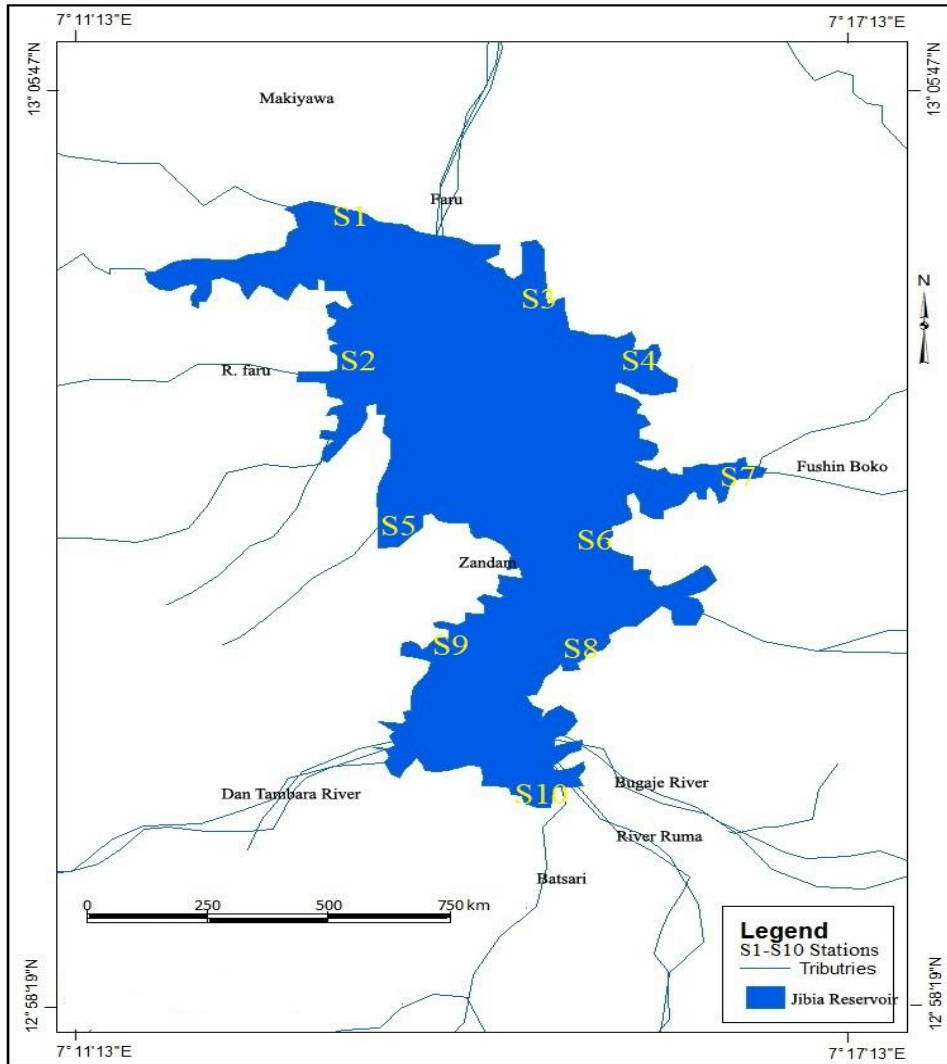 7° 11'13"E
7° 17'13"E
13° 05'47"N
13° 05'47"N
Makiyawa
Faru
S1
S3
N
S2
S4
R. faru
S7
Fushin Boko
S5
S6
Zandam
S9
S8
Dan Tambara River
S10
Bugaje River
River Ruma
Batsari
0 250 500 750 km
Legend
S1-S10 Stations
Tributries
Jibia Reservoir
12° 58'19"N
12° 58'19"N
7° 11'13"E
7° 17'13"E